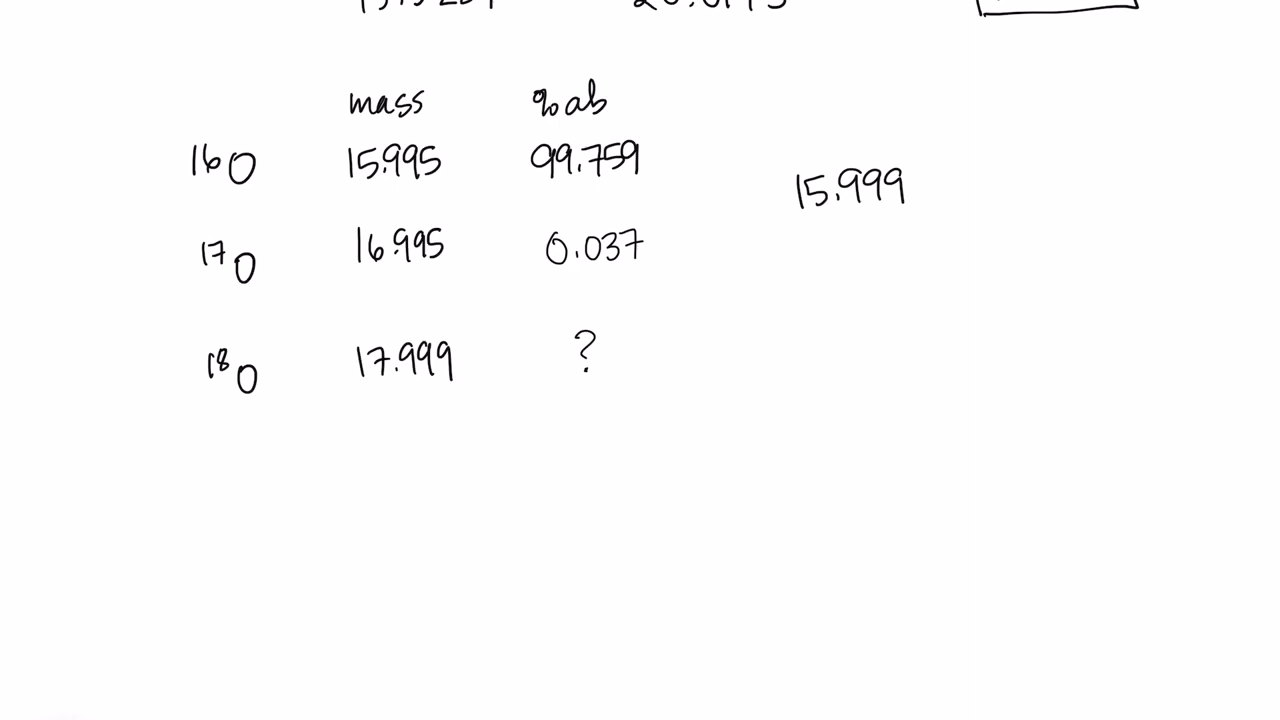 mass %ab
¹⁶O 15.995 99.759
15.999
¹⁷O 16.995 0.037
¹⁸O 17.999 ?